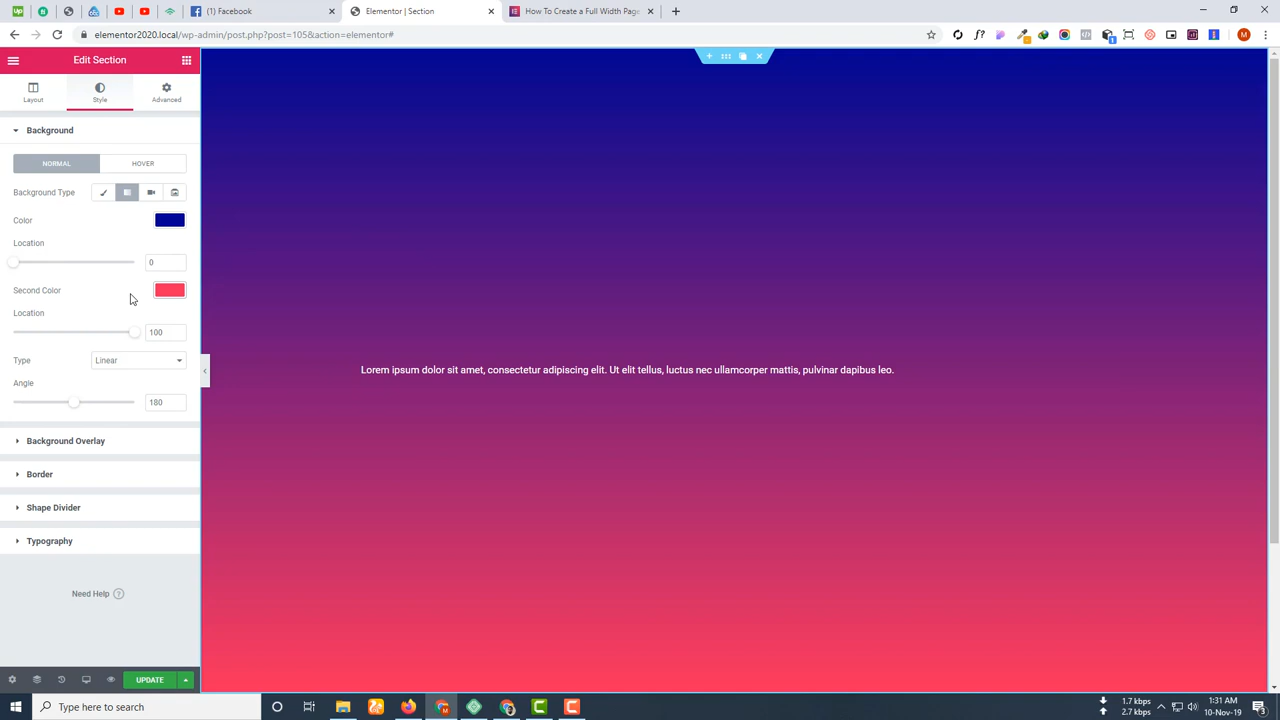 (1) Facebook
Elementor | Section
How To Create a Full Width Page
elementor2020.local/wp-admin/post.php?post=105&action=elementor#
Edit Section
Layout
Style
Advanced
Background
NORMAL
HOVER
Background Type
Color
Location
0
Second Color
Location
100
Type
Linear
Angle
180
Background Overlay
Border
Shape Divider
Typography
Need Help
UPDATE
Lorem ipsum dolor sit amet, consectetur adipiscing elit. Ut elit tellus, luctus nec ullamcorper mattis, pulvinar dapibus leo.
Type here to search
1.7 kbps
2.7 kbps
1:31 AM
10-Nov-19